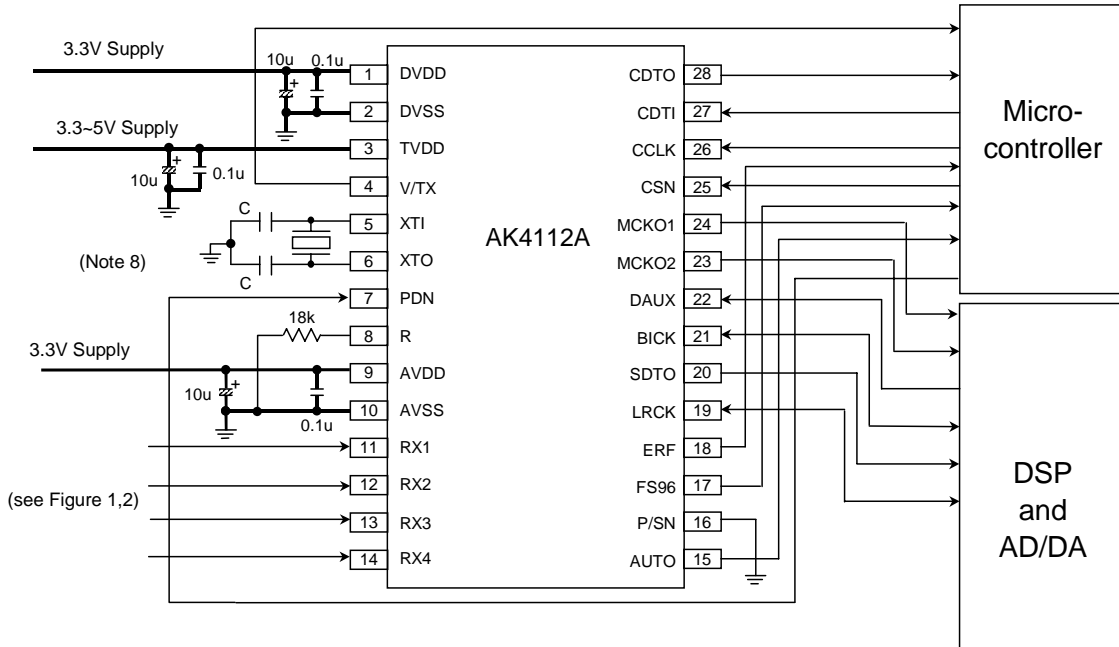 3.3V Supply
10u
+
0.1u
3.3~5V Supply
10u
+
0.1u
C
C
(Note 8)
18k
3.3V Supply
10u
+
0.1u
(see Figure 1,2)
AK4112A
1 DVDD
2 DVSS
3 TVDD
4 V/TX
5 XTI
6 XTO
7 PDN
8 R
9 AVDD
10 AVSS
11 RX1
12 RX2
13 RX3
14 RX4
CDTO 28
CDTI 27
CCLK 26
CSN 25
MCKO1 24
MCKO2 23
DAUX 22
BICK 21
SDTO 20
LRCK 19
ERF 18
FS96 17
P/SN 16
AUTO 15
Micro-
controller
DSP
and
AD/DA